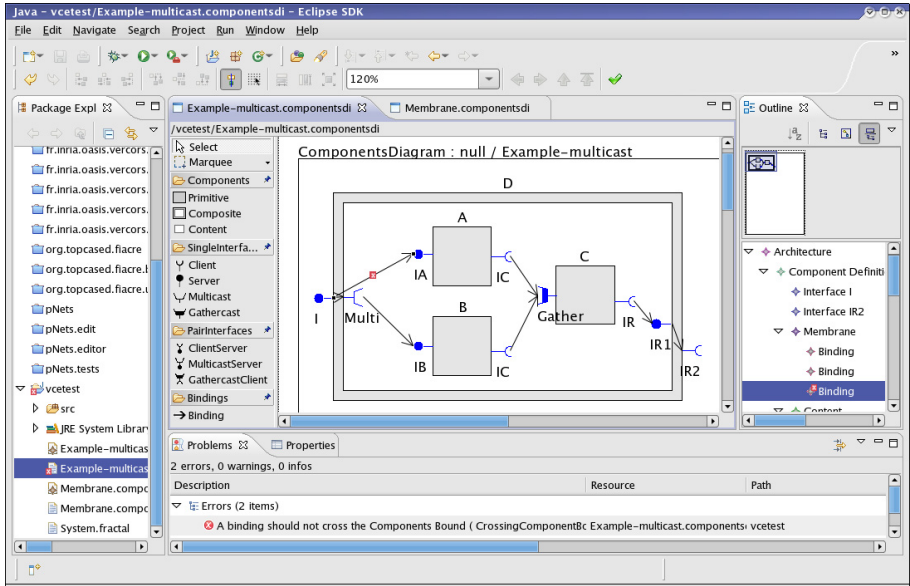 Java - vcetest/Example-multicast.componentsdi - Eclipse SDK
File Edit Navigate Search Project Run Window Help
120%
Package Expl
fr.inria.oasis.vercors.
fr.inria.oasis.vercors.
fr.inria.oasis.vercors.
fr.inria.oasis.vercors.
fr.inria.oasis.vercors.
org.topcased.fiacre
org.topcased.fiacre.
org.topcased.fiacre.
pNets
pNets.edit
pNets.editor
pNets.tests
vcetest
src
JRE System Librar
Example-multicas
Example-multicas
Membrane.compo
Membrane.compo
System.fractal
Example-multicast.componentsdi
Membrane.componentsdi
/vcetest/Example-multicast.componentsdi
Select
Marquee
Components
Primitive
Composite
Content
SingleInterfa...
Client
Server
Multicast
Gathercast
PairInterfaces
ClientServer
MulticastServer
GathercastClient
Bindings
Binding
ComponentsDiagram : null / Example-multicast
D
A
C
IA
IC
I
Multi
B
Gather
IR
IR1
IR2
IB
IC
Outline
Architecture
Component Definiti
Interface I
Interface IR2
Membrane
Binding
Binding
Binding
Content
Problems
Properties
2 errors, 0 warnings, 0 infos
Description Resource Path
Errors (2 items)
A binding should not cross the Components Bound ( CrossingComponentBc Example-multicast.components vcetest